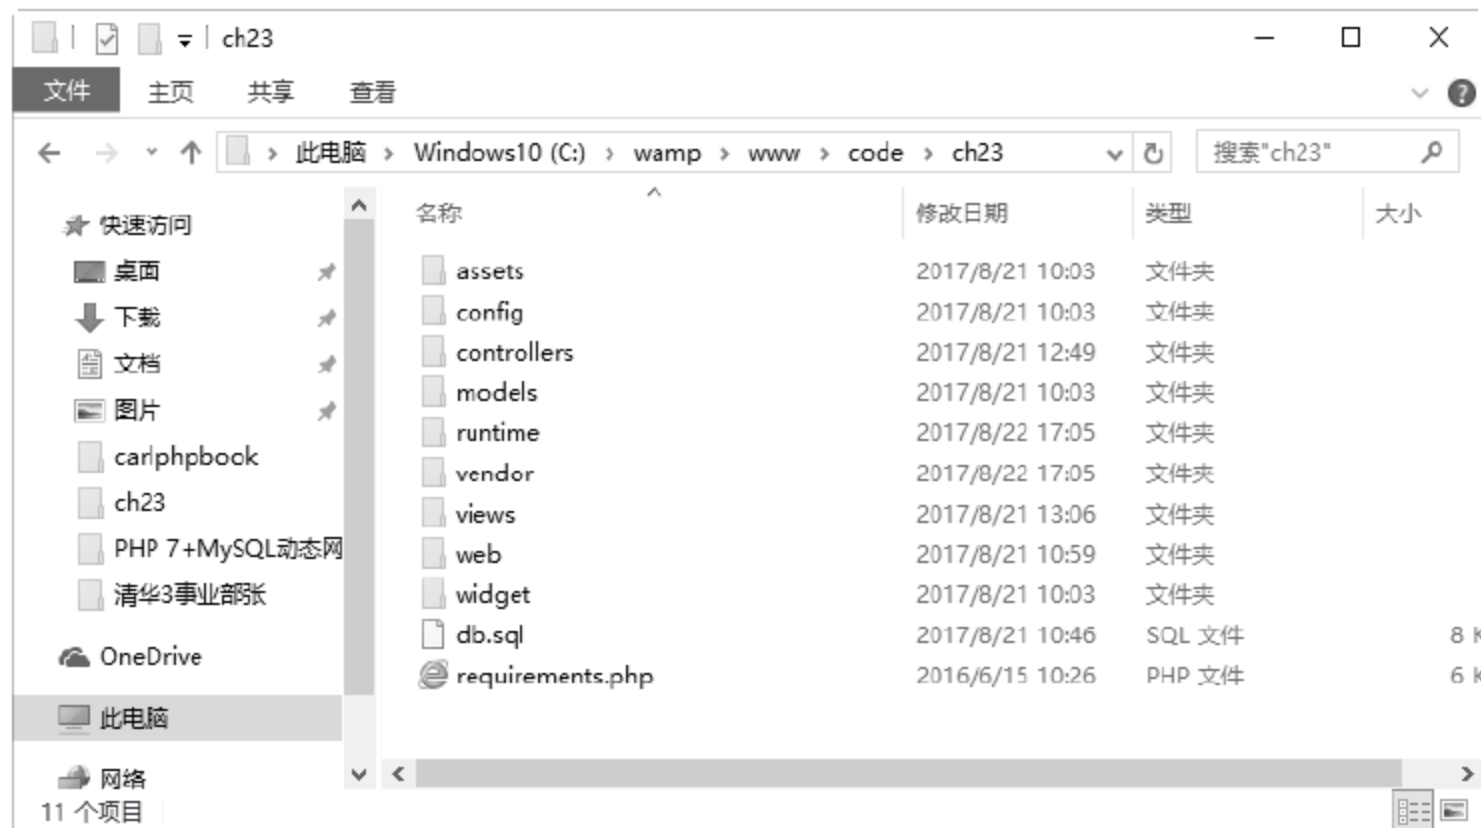 ch23
文件 主页 共享 查看
此电脑 > Windows10 (C:) > wamp > www > code > ch23 搜索"ch23"
快速访问
桌面
下载
文档
图片
carlphpbook
ch23
PHP 7+MySQL动态网
清华3事业部张
OneDrive
此电脑
网络
名称 修改日期 类型 大小
assets 2017/8/21 10:03 文件夹
config 2017/8/21 10:03 文件夹
controllers 2017/8/21 12:49 文件夹
models 2017/8/21 10:03 文件夹
runtime 2017/8/22 17:05 文件夹
vendor 2017/8/22 17:05 文件夹
views 2017/8/21 13:06 文件夹
web 2017/8/21 10:59 文件夹
widget 2017/8/21 10:03 文件夹
db.sql 2017/8/21 10:46 SQL 文件 8 K
requirements.php 2016/6/15 10:26 PHP 文件 6 K
11 个项目